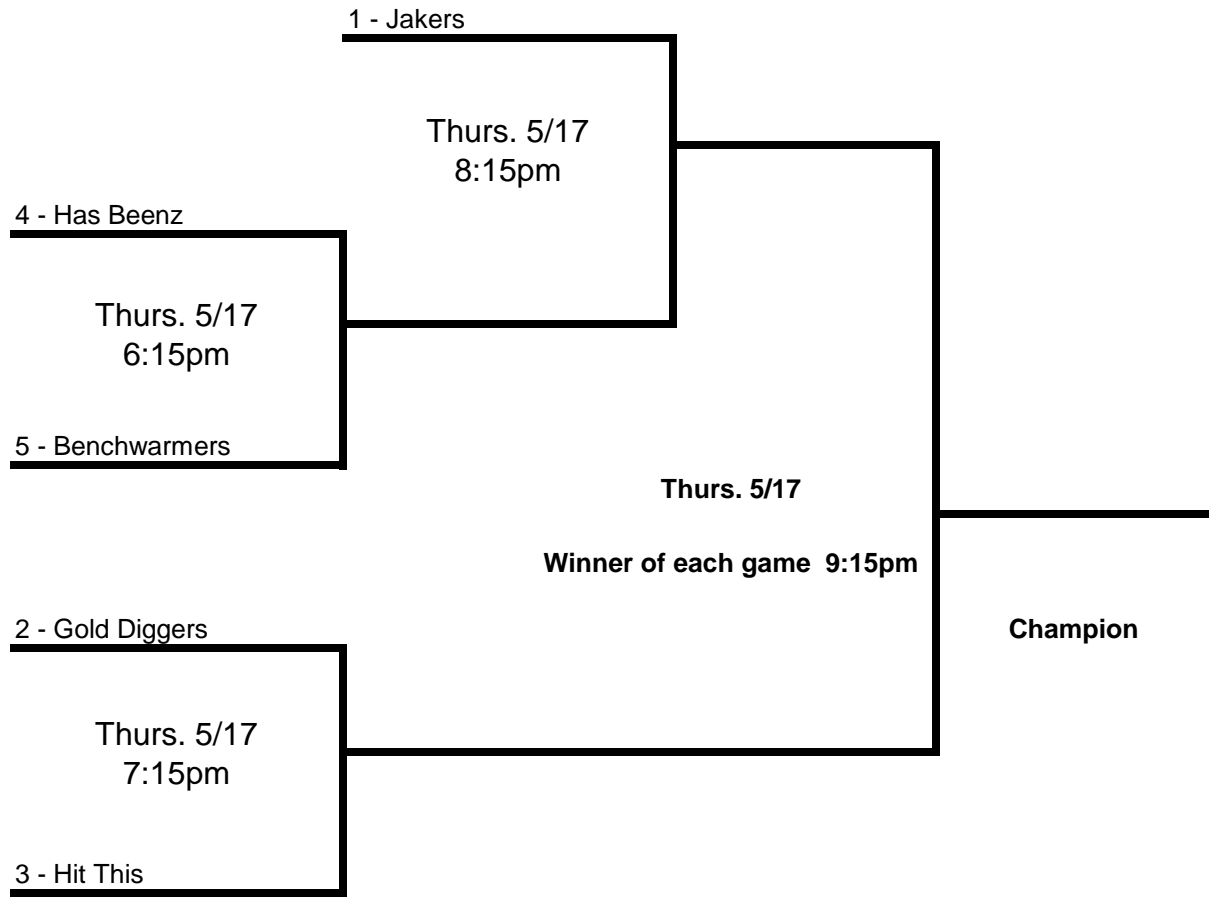 1 - Jakers
Thurs. 5/17
8:15pm
4 - Has Beenz
Thurs. 5/17
6:15pm
5 - Benchwarmers
Thurs. 5/17
Winner of each game  9:15pm
2 - Gold Diggers
Champion
Thurs. 5/17
7:15pm
3 - Hit This